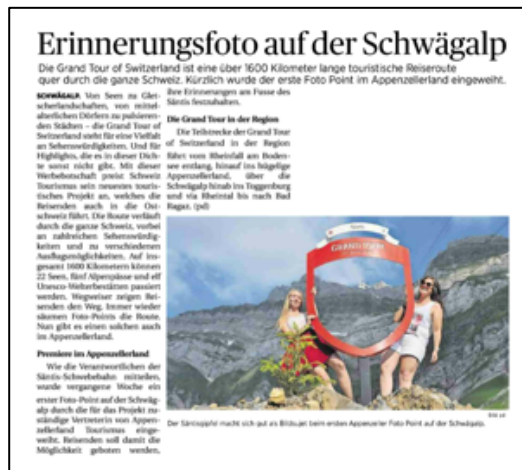 Erinnerungsfoto auf der Schwägalp
Die Grand Tour of Switzerland ist eine über 1600 Kilometer lange touristische Reiseroute
quer durch die ganze Schweiz. Kürzlich wurde der erste Foto Point im Appenzellerland eingeweiht.
SCHWÄGALP. Von Seen zu Glet-
scherlandschaften, von mittel-
alterlichen Dörfern zu pulsieren-
den Städten – die Grand Tour of
Switzerland steht für eine Vielfalt
an Sehenswürdigkeiten. Und für
Highlights, die es in dieser Dich-
te sonst nicht gibt. Mit dieser
Werbebotschaft preist Schweiz
Tourismus sein neuestes touris-
tisches Projekt an, welches die
Reisenden auch in die Ost-
schweiz führt. Die Route verläuft
durch die ganze Schweiz, vorbei
an zahlreichen Sehenswürdig-
keiten und zu verschiedenen
Ausflugsmöglichkeiten. Auf ins-
gesamt 1600 Kilometern können
22 Seen, fünf Alpenpässe und elf
Unesco-Welterbestätten passiert
werden. Wegweiser zeigen Rei-
senden den Weg. Immer wieder
säumen Foto-Points die Route.
Nun gibt es einen solchen auch
im Appenzellerland.
Premiere im Appenzellerland
Wie die Verantwortlichen der
Säntis-Schwebebahn mitteilen,
wurde vergangene Woche ein
erster Foto-Point auf der Schwäg-
alp durch die für das Projekt zu-
ständige Vertreterin von Appen-
zellerland Tourismus einge-
weiht. Reisenden soll damit die
Möglichkeit geboten werden,
ihre Erinnerungen am Fusse des
Säntis festzuhalten.
Die Grand Tour in der Region
Die Teilstrecke der Grand Tour
of Switzerland in der Region
führt vom Rheinfall am Boden-
see entlang, hinauf ins hügelige
Appenzellerland, über die
Schwägalp hinab ins Toggenburg
und via Rheintal bis nach Bad
Ragaz. (pd)
GRAND TOUR
Bild: pd
Der Säntisgipfel macht sich gut als Bildsujet beim ersten Appenzeller Foto Point auf der Schwägalp.